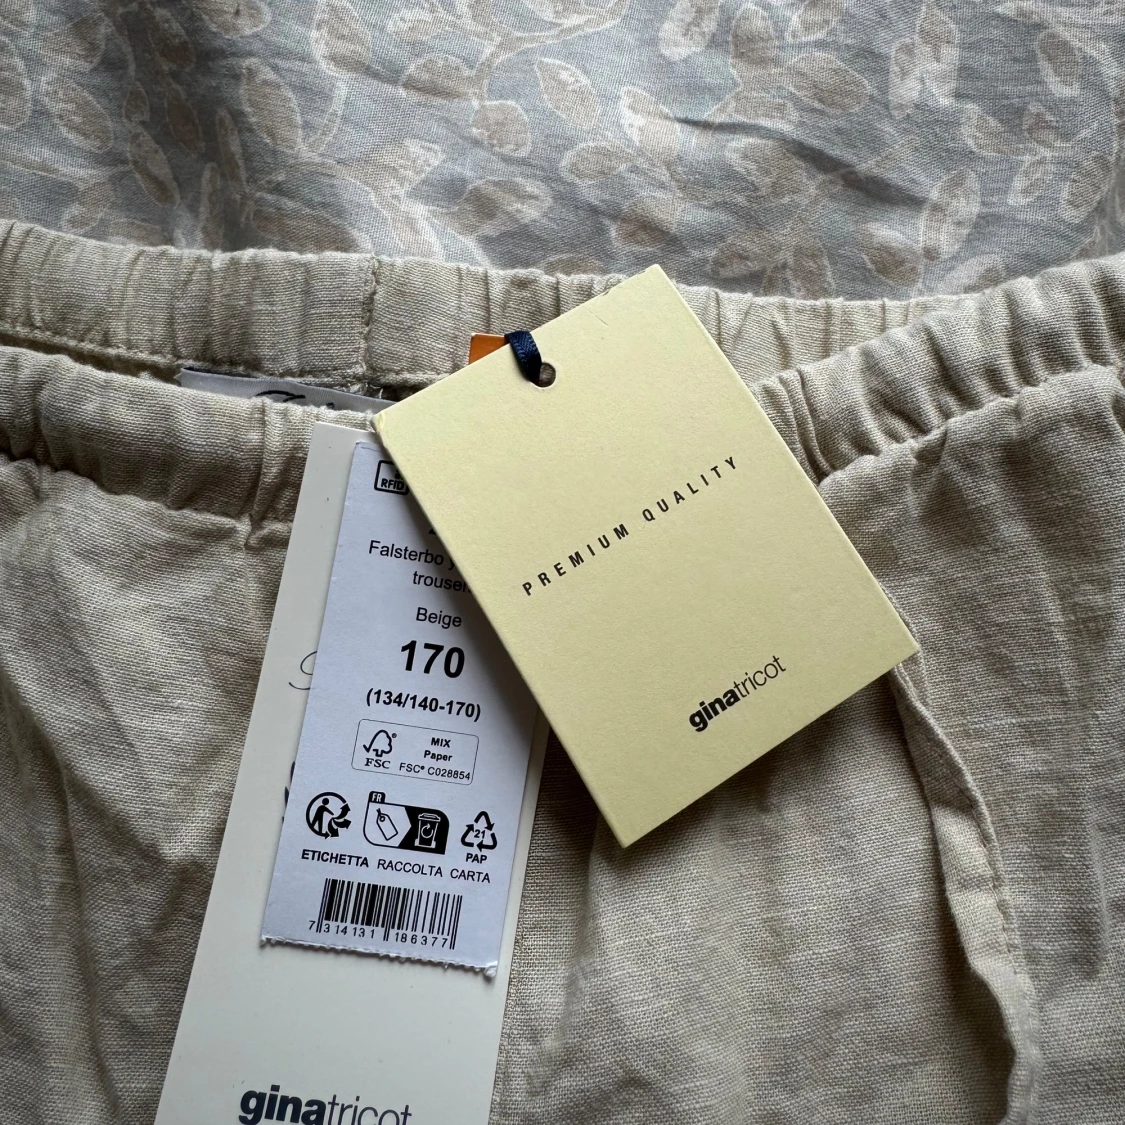 PREMIUM QUALITY
ginatricot
RFID
Falsterbo
Beige
170
(134/140-170)
FSC
MIX
Paper
FSC® C028854
FR
21
PAP
ETICHETTA RACCOLTA CARTA
7 314131 186377
ginatricot